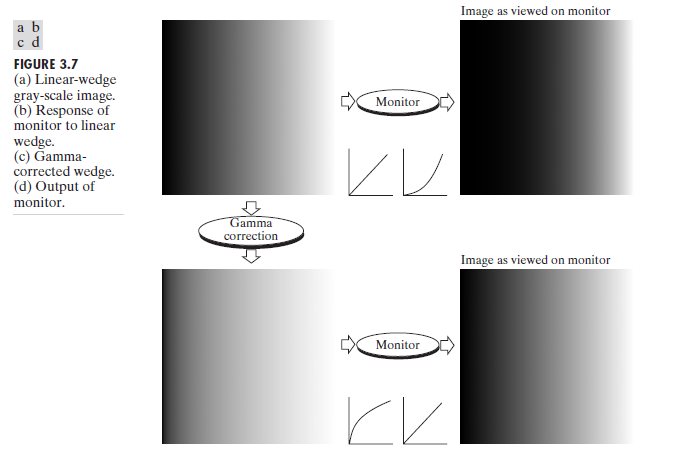 a b
c d
FIGURE 3.7
(a) Linear-wedge
gray-scale image.
(b) Response of
monitor to linear
wedge.
(c) Gamma-
corrected wedge.
(d) Output of
monitor.
Image as viewed on monitor
Monitor
Gamma
correction
Image as viewed on monitor
Monitor